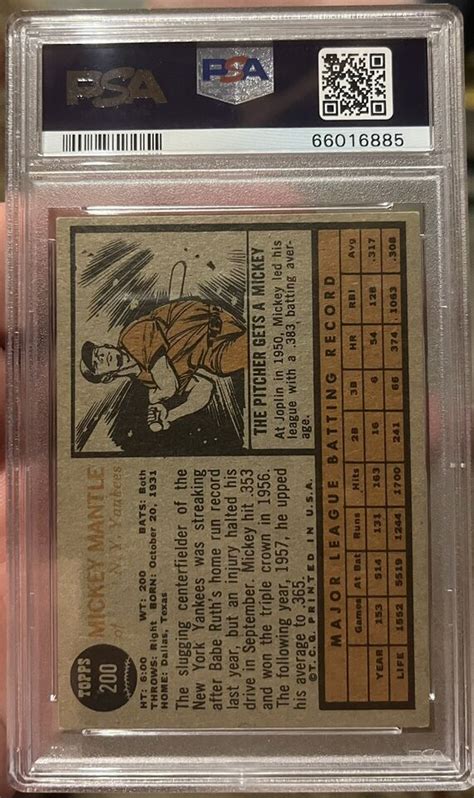 PSA
PSA
66016885
TOPPS
200
MICKEY MANTLE
of N. Y. Yankees
HT: 6:00 WT: 200 BATS: Both
THROWS: Right BORN: October 20, 1931
HOME: Dallas, Texas
The slugging centerfielder of the
New York Yankees was streaking
after Babe Ruth's home run record
last year, but an injury halted his
drive in September. Mickey hit .353
and won the triple crown in 1956.
The following year, 1957, he upped
his average to .365.
© T. C. G. PRINTED IN U. S. A.
THE PITCHER GETS A MICKEY
At Joplin in 1950, Mickey led his
league with a .383 batting aver-
age.
MAJOR LEAGUE BATTING RECORD
Games At Bat Runs Hits 2B 3B HR RBI Avg
YEAR 153 514 131 163 16 6 54 128 .317
LIFE 1552 5519 1244 1700 241 66 374 1063 .308
PSA